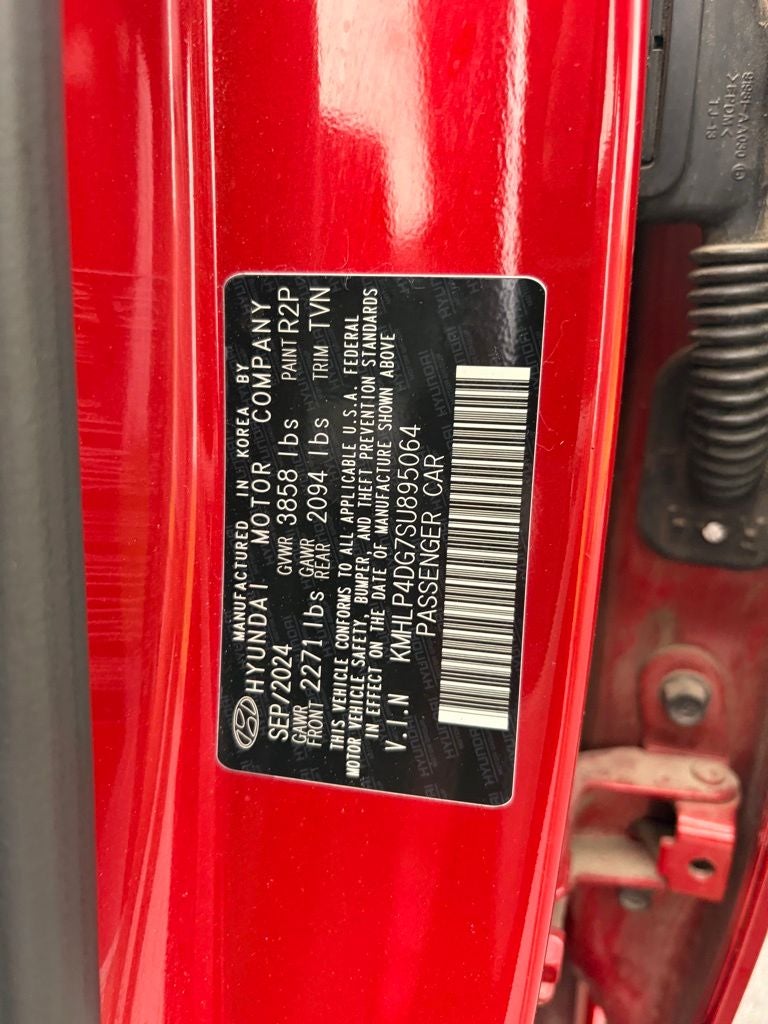 MANUFACTURED IN KOREA BY
HYUNDAI MOTOR COMPANY
SEP/2024 GVWR 3858 lbs PAINT R2P
GAWR FRONT 2271 lbs GAWR REAR 2094 lbs TRIM TVN
THIS VEHICLE CONFORMS TO ALL APPLICABLE U.S.A. FEDERAL
MOTOR VEHICLE SAFETY, BUMPER, AND THEFT PREVENTION STANDARDS
IN EFFECT ON THE DATE OF MANUFACTURE SHOWN ABOVE
V.I.N KMHLP4DG7SU895064
PASSENGER CAR
>EPDM<